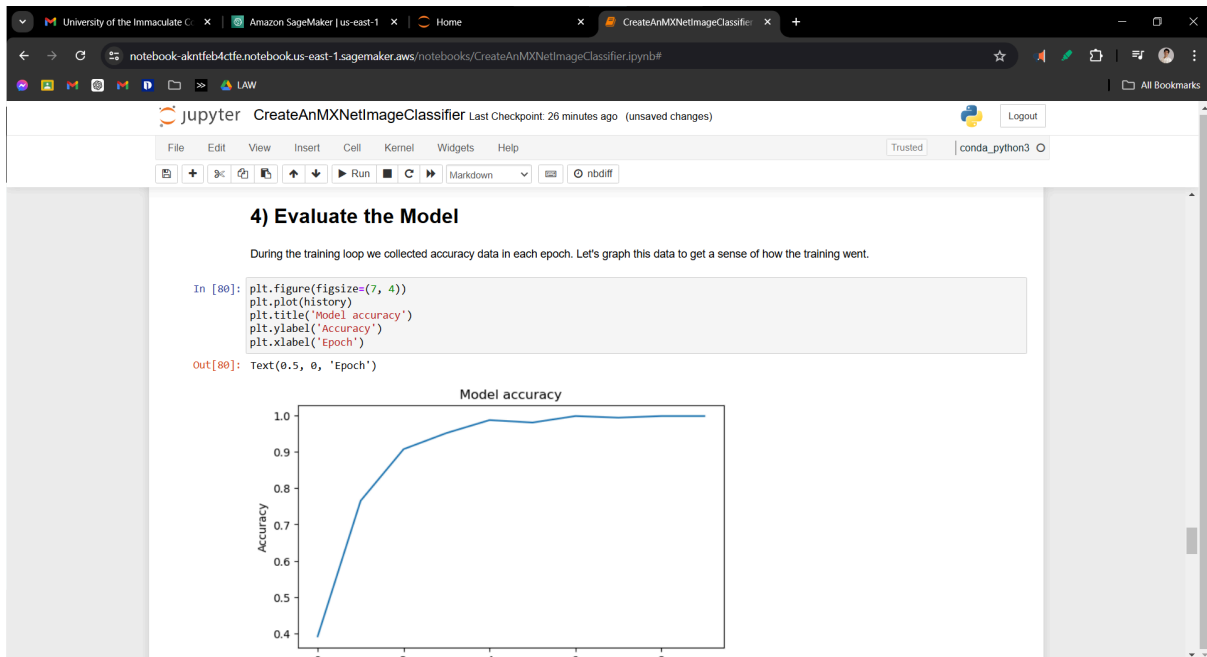 University of the Immaculate Co
Amazon SageMaker | us-east-1
Home
CreateAnMXNetImageClassifier
notebook-akntfeb4ctfe.notebook.us-east-1.sagemaker.aws/notebooks/CreateAnMXNetImageClassifier.ipynb#
LAW
All Bookmarks
jupyter CreateAnMXNetImageClassifier Last Checkpoint: 26 minutes ago (unsaved changes)
Logout
File Edit View Insert Cell Kernel Widgets Help
Trusted
conda_python3
Run
Markdown
nbdiff
4) Evaluate the Model
During the training loop we collected accuracy data in each epoch. Let's graph this data to get a sense of how the training went.
In [80]: plt.figure(figsize=(7, 4))
plt.plot(history)
plt.title('Model accuracy')
plt.ylabel('Accuracy')
plt.xlabel('Epoch')
Out[80]: Text(0.5, 0, 'Epoch')
Model accuracy
1.0
0.9
0.8
0.7
0.6
0.5
0.4
Accuracy